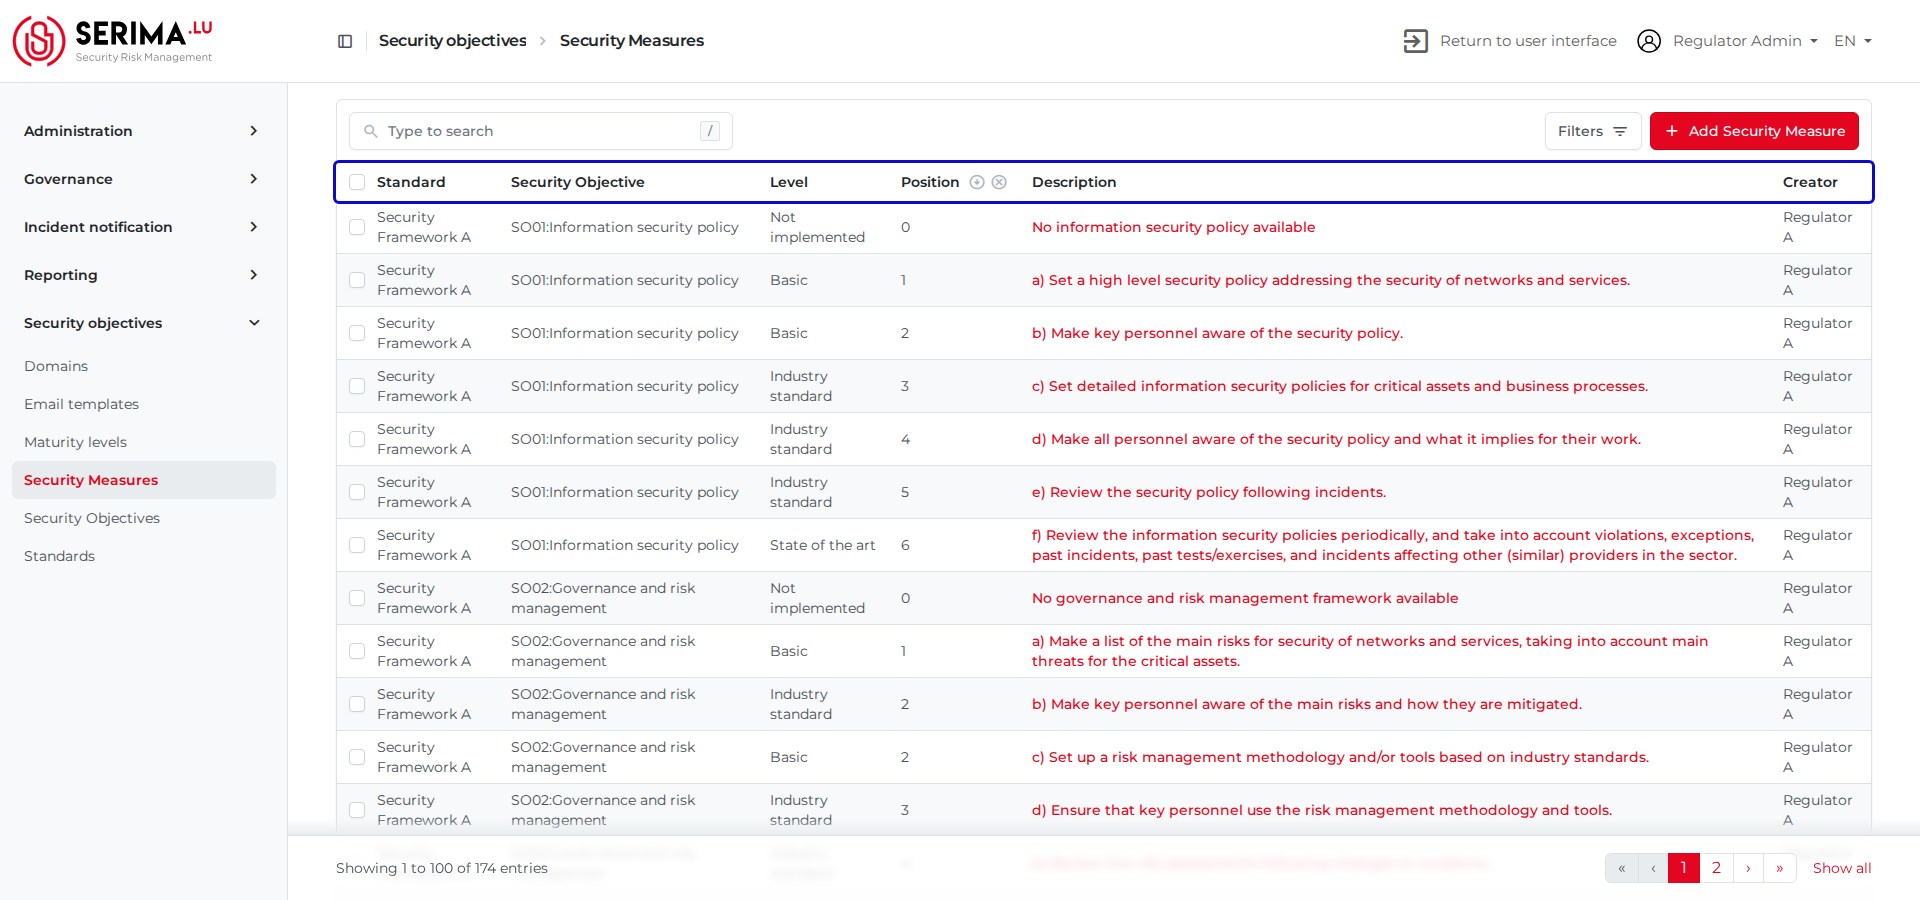 SERIMA.LU
Security Risk Management
Security objectives > Security Measures
Return to user interface
Regulator Admin
EN
Administration
Governance
Incident notification
Reporting
Security objectives
Domains
Email templates
Maturity levels
Security Measures
Security Objectives
Standards
Type to search /
Filters
+ Add Security Measure
Standard Security Objective Level Position Description Creator
Security Framework A SO01:Information security policy Not implemented 0 No information security policy available Regulator A
Security Framework A SO01:Information security policy Basic 1 a) Set a high level security policy addressing the security of networks and services. Regulator A
Security Framework A SO01:Information security policy Basic 2 b) Make key personnel aware of the security policy. Regulator A
Security Framework A SO01:Information security policy Industry standard 3 c) Set detailed information security policies for critical assets and business processes. Regulator A
Security Framework A SO01:Information security policy Industry standard 4 d) Make all personnel aware of the security policy and what it implies for their work. Regulator A
Security Framework A SO01:Information security policy Industry standard 5 e) Review the security policy following incidents. Regulator A
Security Framework A SO01:Information security policy State of the art 6 f) Review the information security policies periodically, and take into account violations, exceptions, past incidents, past tests/exercises, and incidents affecting other (similar) providers in the sector. Regulator A
Security Framework A SO02:Governance and risk management Not implemented 0 No governance and risk management framework available Regulator A
Security Framework A SO02:Governance and risk management Basic 1 a) Make a list of the main risks for security of networks and services, taking into account main threats for the critical assets. Regulator A
Security Framework A SO02:Governance and risk management Industry standard 2 b) Make key personnel aware of the main risks and how they are mitigated. Regulator A
Security Framework A SO02:Governance and risk management Basic 2 c) Set up a risk management methodology and/or tools based on industry standards. Regulator A
Security Framework A SO02:Governance and risk management Industry standard 3 d) Ensure that key personnel use the risk management methodology and tools. Regulator A
Showing 1 to 100 of 174 entries
« ‹ 1 2 › » Show all